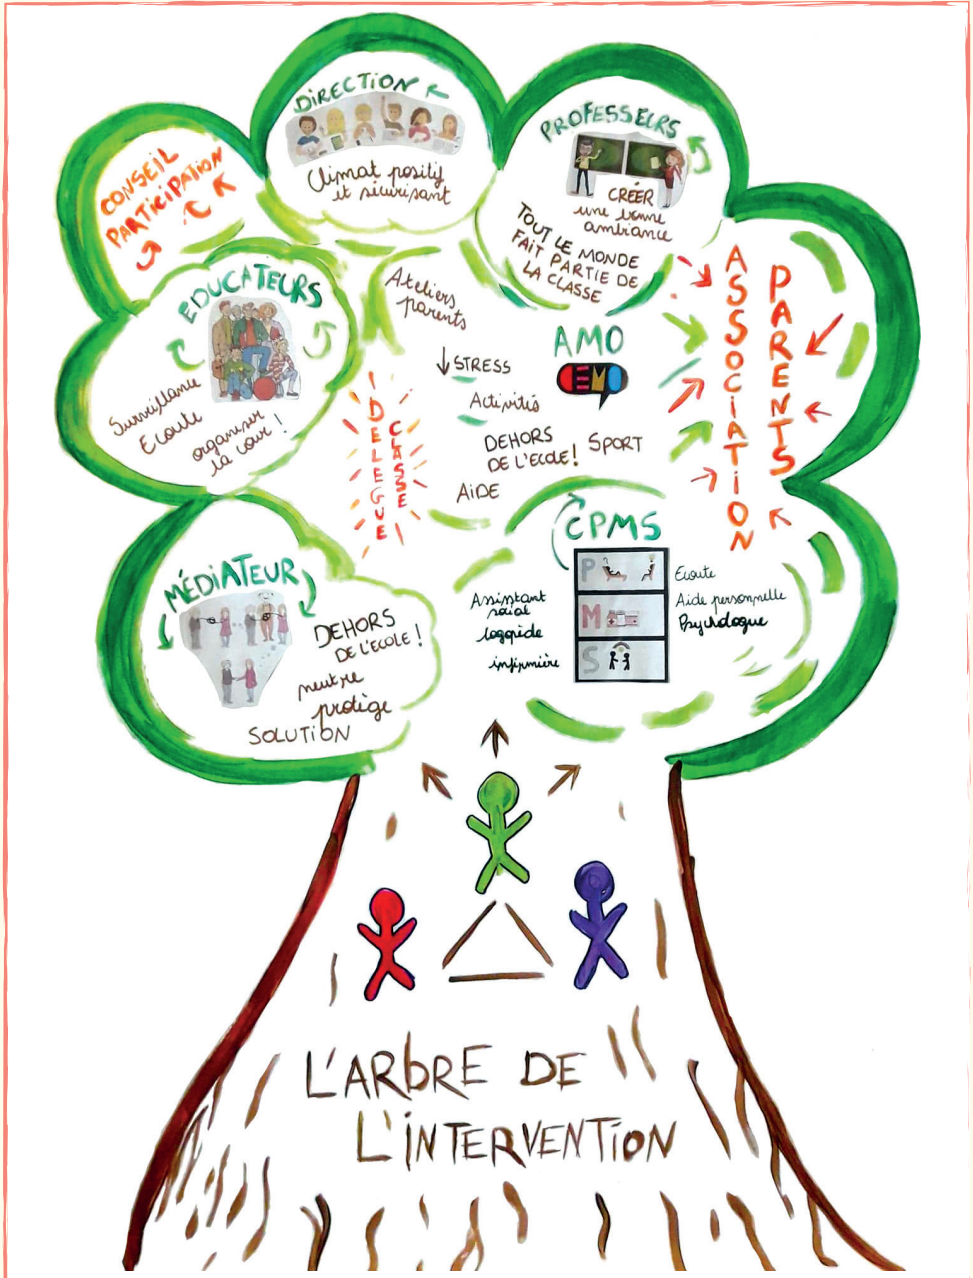 DIRECTION
Climat positif
et sécurisant
PROFESSEURS
CRÉER
une bonne
ambiance
TOUT LE MONDE
FAIT PARTIE DE
LA CLASSE
CONSEIL
PARTICIPATION
EDUCATEURS
Surveillance
Ecoute
organiser
la cour !
Ateliers
parents
AMO
EMO
STRESS
Activités
DEHORS
DE L'ECOLE !
SPORT
AIDE
DELEGUE
CLASSE
ASSOCIATION
PARENTS
MÉDIATEUR
DEHORS
DE L'ECOLE !
neutre
protège
SOLUTION
CPMS
P
M
S
Assistant
social
logopède
infirmière
Ecoute
Aide personnelle
Psychologue
L'ARbRE DE
L'INTERVENTION